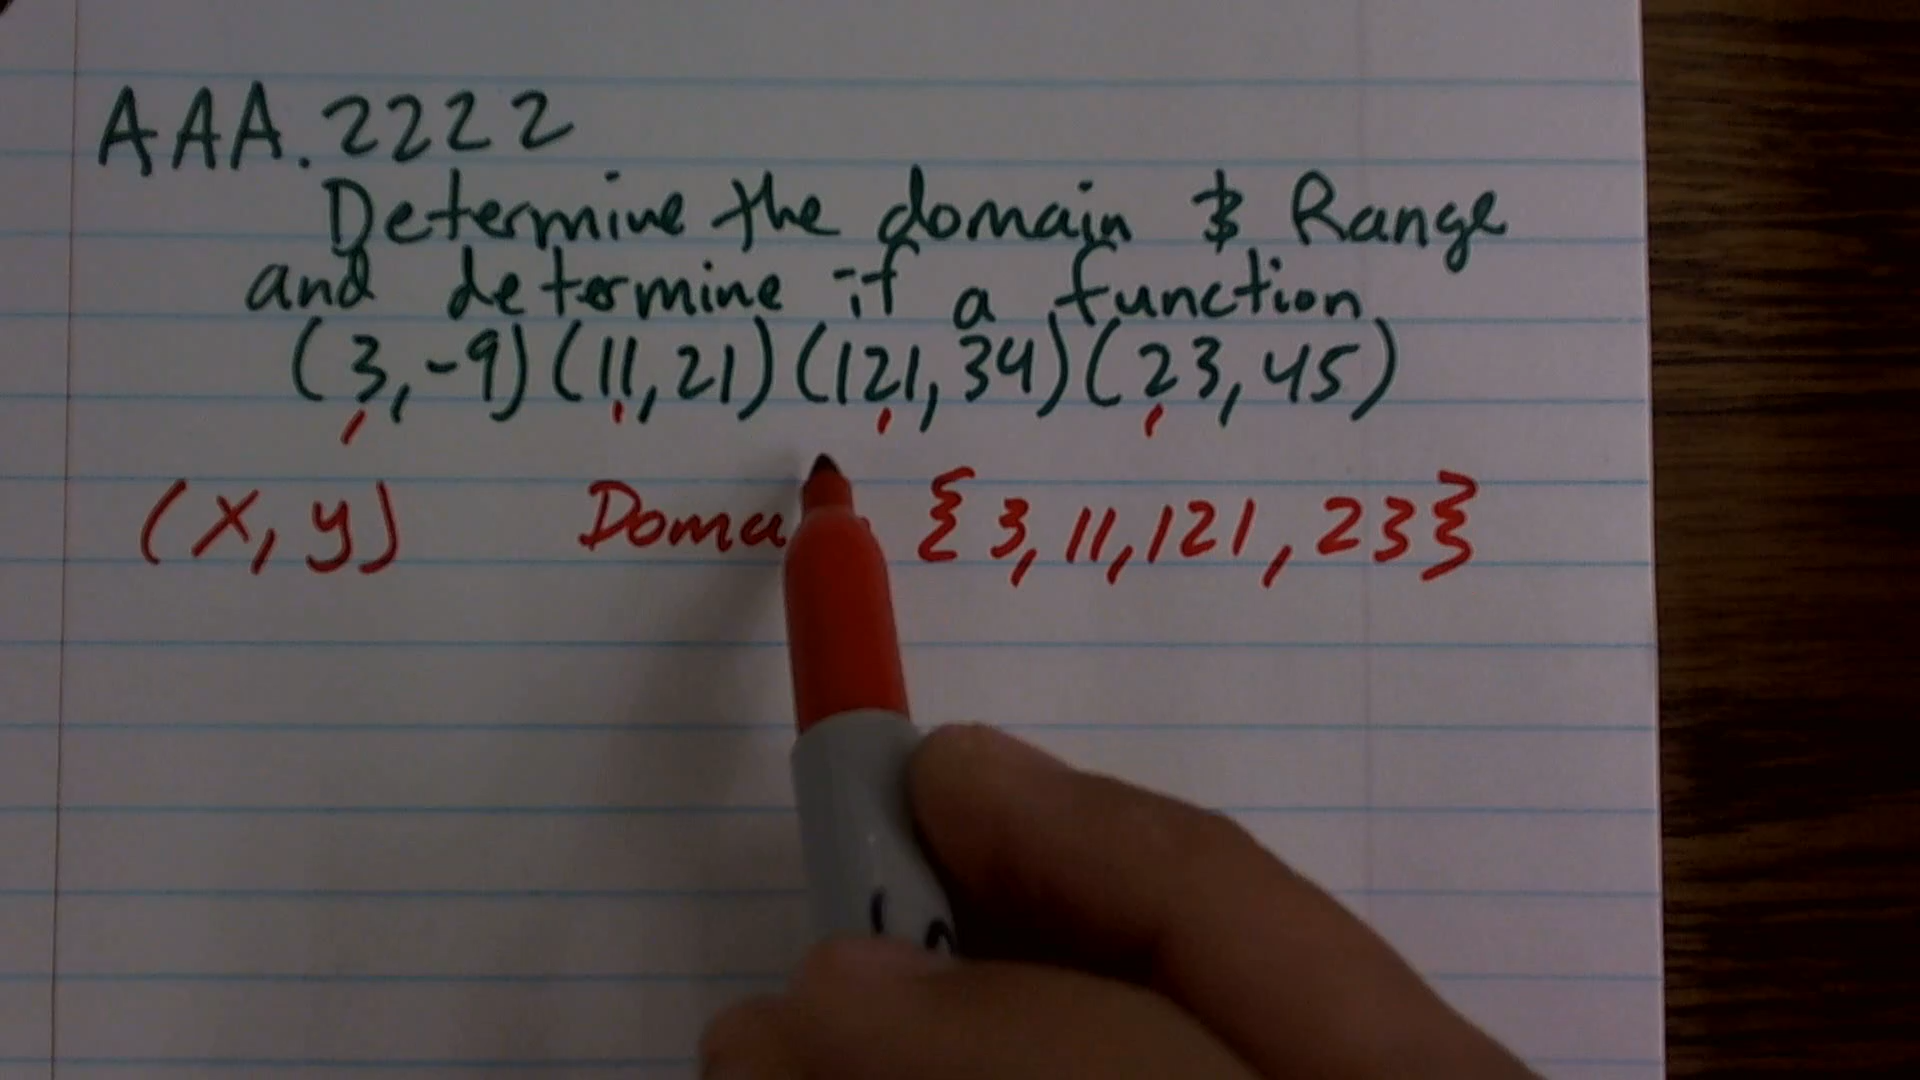 AAA.2222
Determine the domain & Range
and determine if a function
(3,-9)(11,21)(121,34)(23,45)
(x,y) {3,11,121,23}